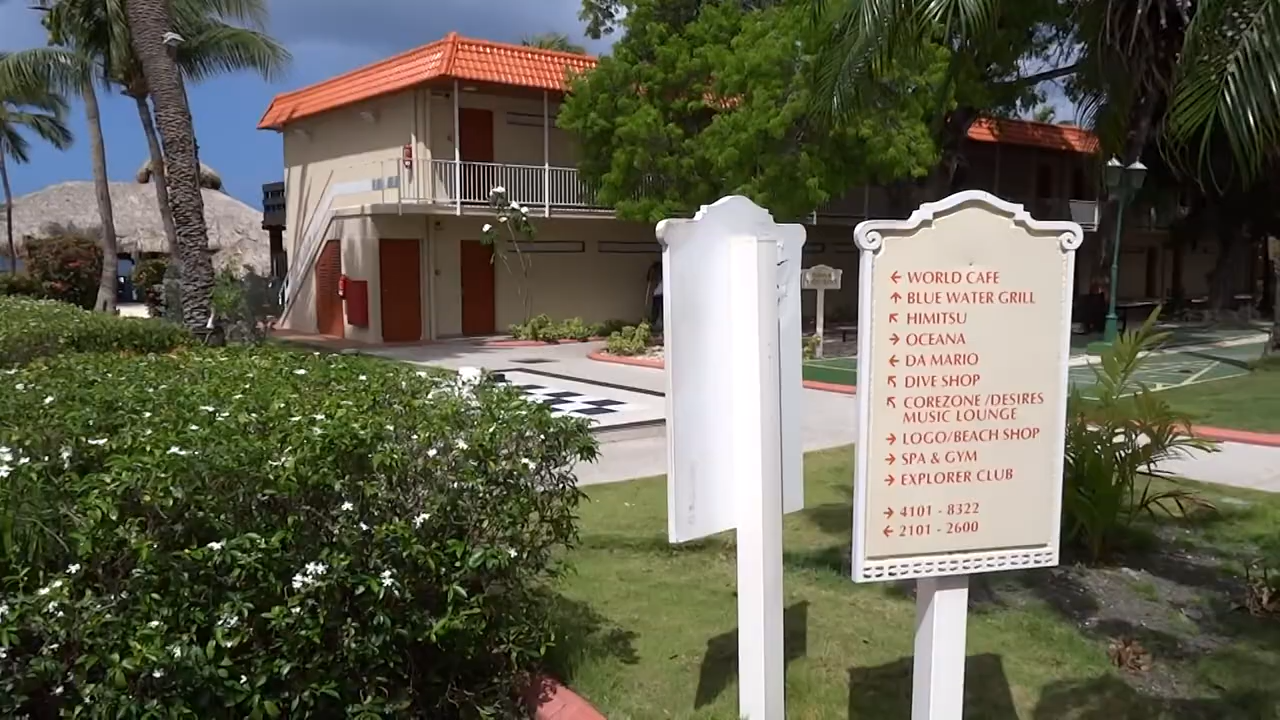 ← WORLD CAFE
↑ BLUE WATER GRILL
↖ HIMITSU
→ OCEANA
← DA MARIO
↖ DIVE SHOP
↖ COREZONE/DESIRES
MUSIC LOUNGE
→ LOGO/BEACH SHOP
→ SPA & GYM
→ EXPLORER CLUB
→ 4101 - 8322
← 2101 - 2600